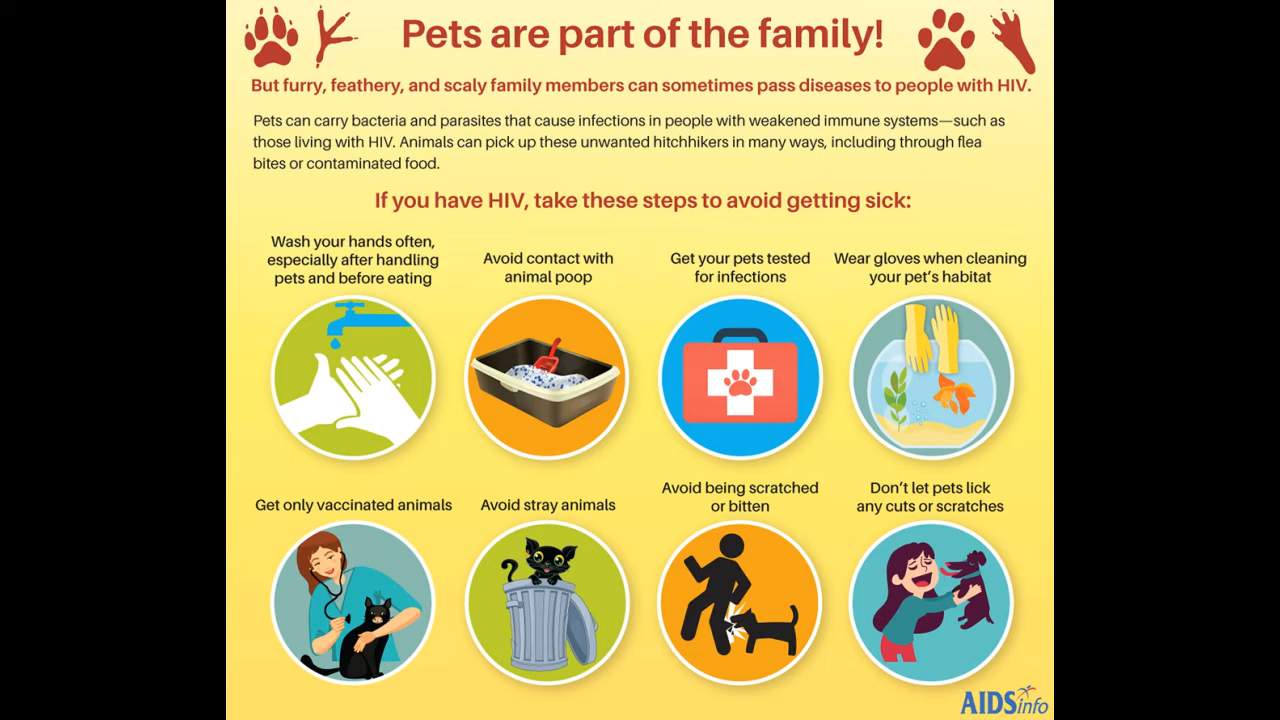 Pets are part of the family!
But furry, feathery, and scaly family members can sometimes pass diseases to people with HIV.
Pets can carry bacteria and parasites that cause infections in people with weakened immune systems—such as
those living with HIV. Animals can pick up these unwanted hitchhikers in many ways, including through flea
bites or contaminated food.
If you have HIV, take these steps to avoid getting sick:
Wash your hands often,
especially after handling
pets and before eating
Avoid contact with
animal poop
Get your pets tested
for infections
Wear gloves when cleaning
your pet’s habitat
Get only vaccinated animals
Avoid stray animals
Avoid being scratched
or bitten
Don’t let pets lick
any cuts or scratches
AIDSinfo